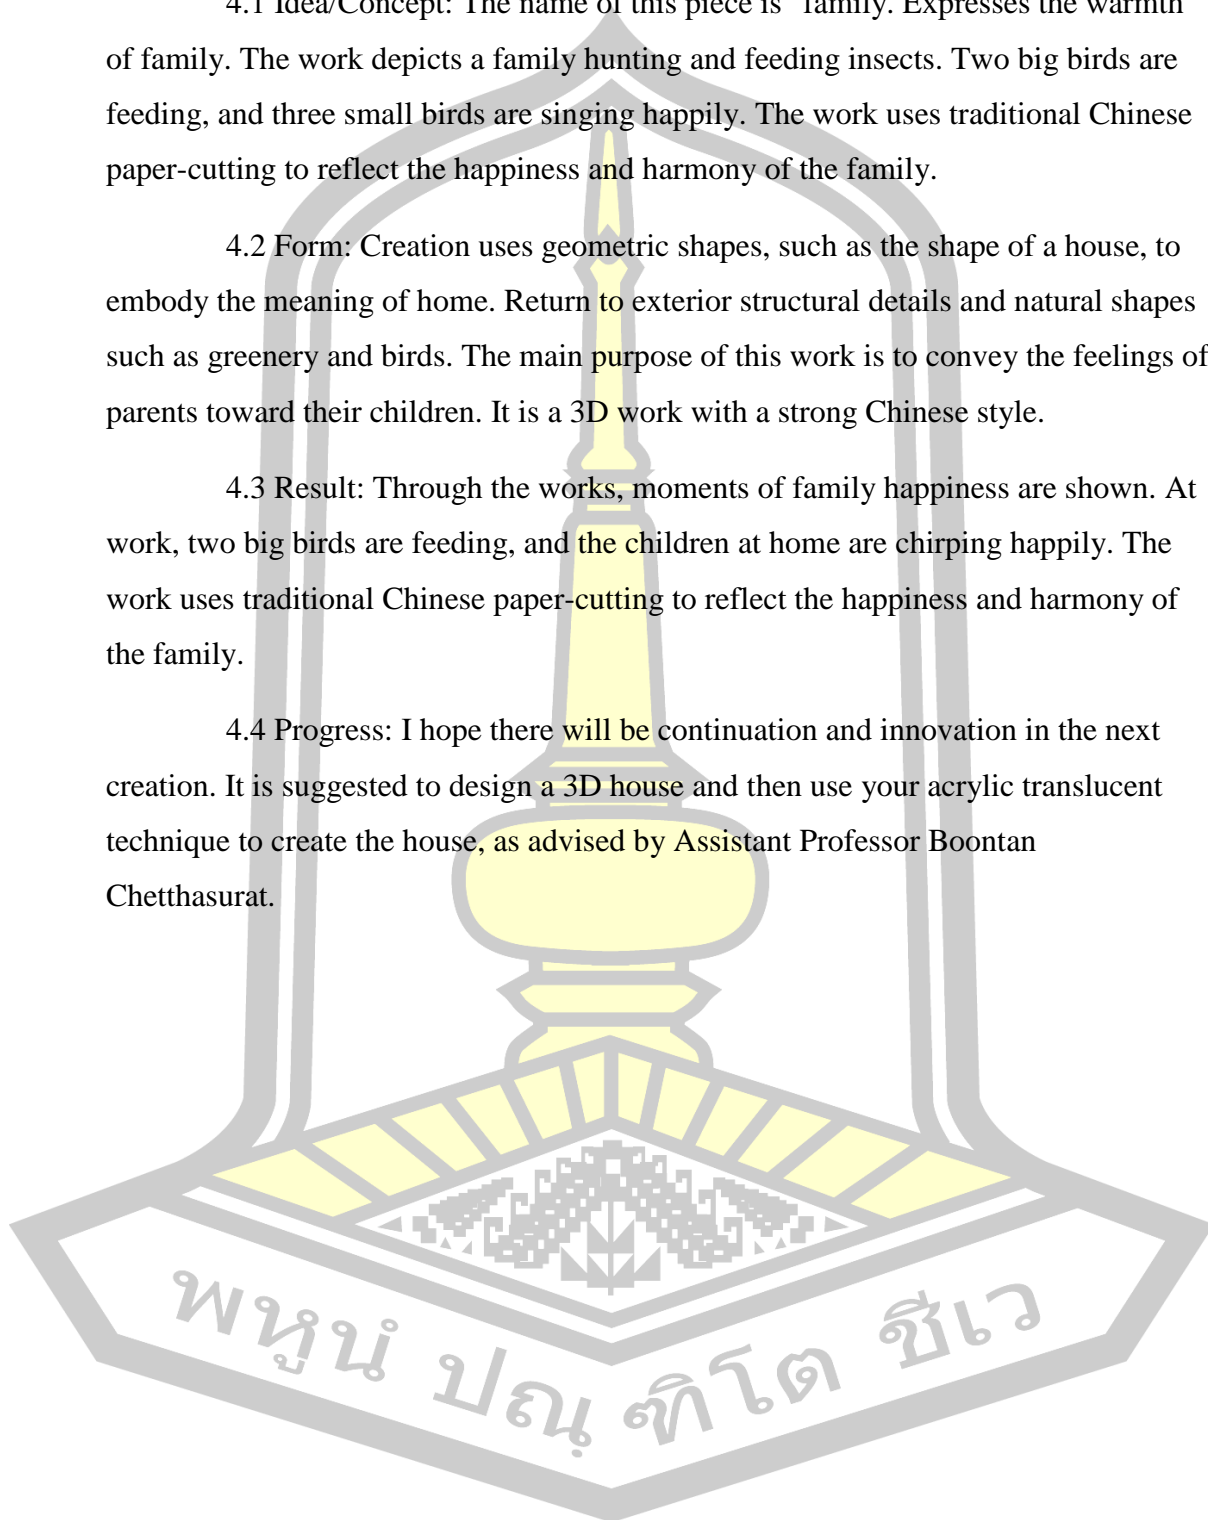 4.1 Idea/Concept: The name of this piece is "family. Expresses the warmth
of family. The work depicts a family hunting and feeding insects. Two big birds are
feeding, and three small birds are singing happily. The work uses traditional Chinese
paper-cutting to reflect the happiness and harmony of the family.
4.2 Form: Creation uses geometric shapes, such as the shape of a house, to
embody the meaning of home. Return to exterior structural details and natural shapes
such as greenery and birds. The main purpose of this work is to convey the feelings of
parents toward their children. It is a 3D work with a strong Chinese style.
4.3 Result: Through the works, moments of family happiness are shown. At
work, two big birds are feeding, and the children at home are chirping happily. The
work uses traditional Chinese paper-cutting to reflect the happiness and harmony of
the family.
4.4 Progress: I hope there will be continuation and innovation in the next
creation. It is suggested to design a 3D house and then use your acrylic translucent
technique to create the house, as advised by Assistant Professor Boontan
Chetthasurat.
พหูนํ ปณฺฑิโต ชีเว